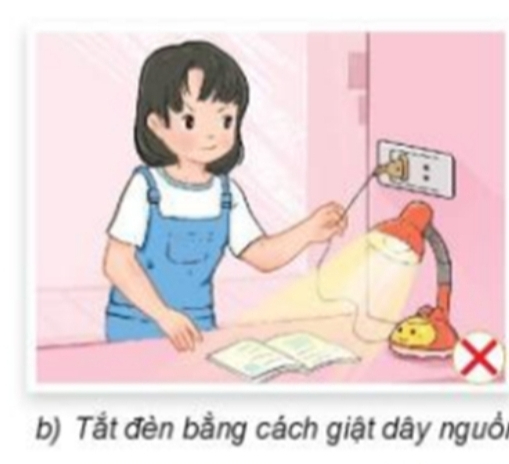 b) Tắt đèn bằng cách giật dây